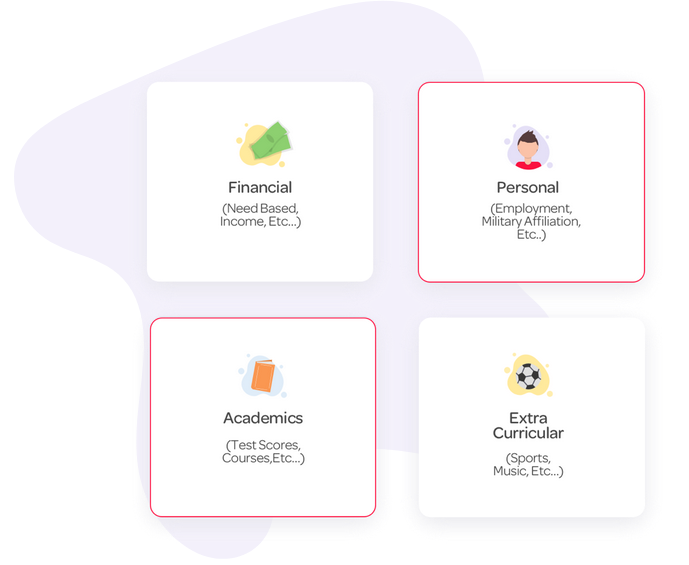 Financial
(Need Based,
Income, Etc...)
Personal
(Employment,
Military Affiliation,
Etc..)
Academics
(Test Scores,
Courses,Etc...)
Extra
Curricular
(Sports,
Music, Etc...)